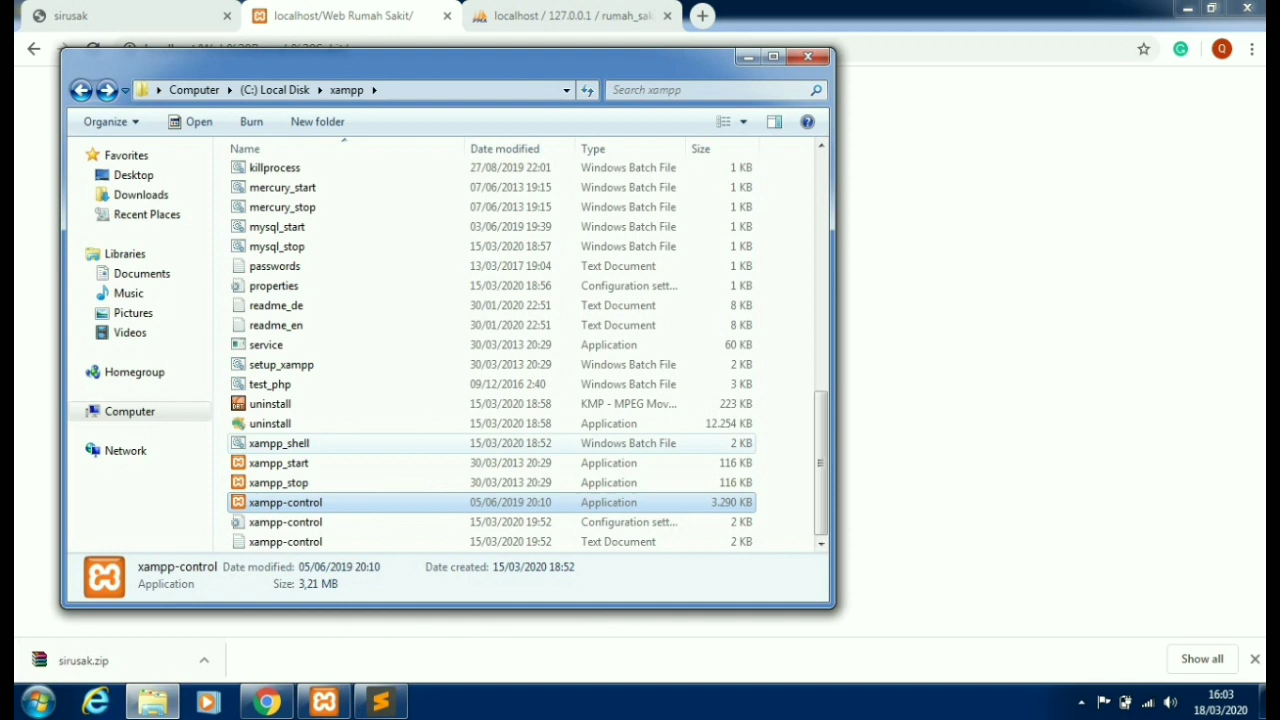 sirusak
localhost/Web Rumah Sakit/
localhost / 127.0.0.1 / rumah_sak
Q
Computer
(C:) Local Disk
xampp
Search xampp
Organize
Open
Burn
New folder
Name
Date modified
Type
Size
killprocess 27/08/2019 22:01 Windows Batch File 1 KB
mercury_start 07/06/2013 19:15 Windows Batch File 1 KB
mercury_stop 07/06/2013 19:15 Windows Batch File 1 KB
mysql_start 03/06/2019 19:39 Windows Batch File 1 KB
mysql_stop 15/03/2020 18:57 Windows Batch File 1 KB
passwords 13/03/2017 19:04 Text Document 1 KB
properties 15/03/2020 18:56 Configuration sett... 1 KB
readme_de 30/01/2020 22:51 Text Document 8 KB
readme_en 30/01/2020 22:51 Text Document 8 KB
service 30/03/2013 20:29 Application 60 KB
setup_xampp 30/03/2013 20:29 Windows Batch File 2 KB
test_php 09/12/2016 2:40 Windows Batch File 3 KB
uninstall 15/03/2020 18:58 KMP - MPEG Mov... 223 KB
uninstall 15/03/2020 18:58 Application 12.254 KB
xampp_shell 15/03/2020 18:52 Windows Batch File 2 KB
xampp_start 30/03/2013 20:29 Application 116 KB
xampp_stop 30/03/2013 20:29 Application 116 KB
xampp-control 05/06/2019 20:10 Application 3.290 KB
xampp-control 15/03/2020 19:52 Configuration sett... 2 KB
xampp-control 15/03/2020 19:52 Text Document 2 KB
Favorites
Desktop
Downloads
Recent Places
Libraries
Documents
Music
Pictures
Videos
Homegroup
Computer
Network
xampp-control Date modified: 05/06/2019 20:10 Date created: 15/03/2020 18:52
Application Size: 3,21 MB
sirusak.zip
Show all
16:03
18/03/2020